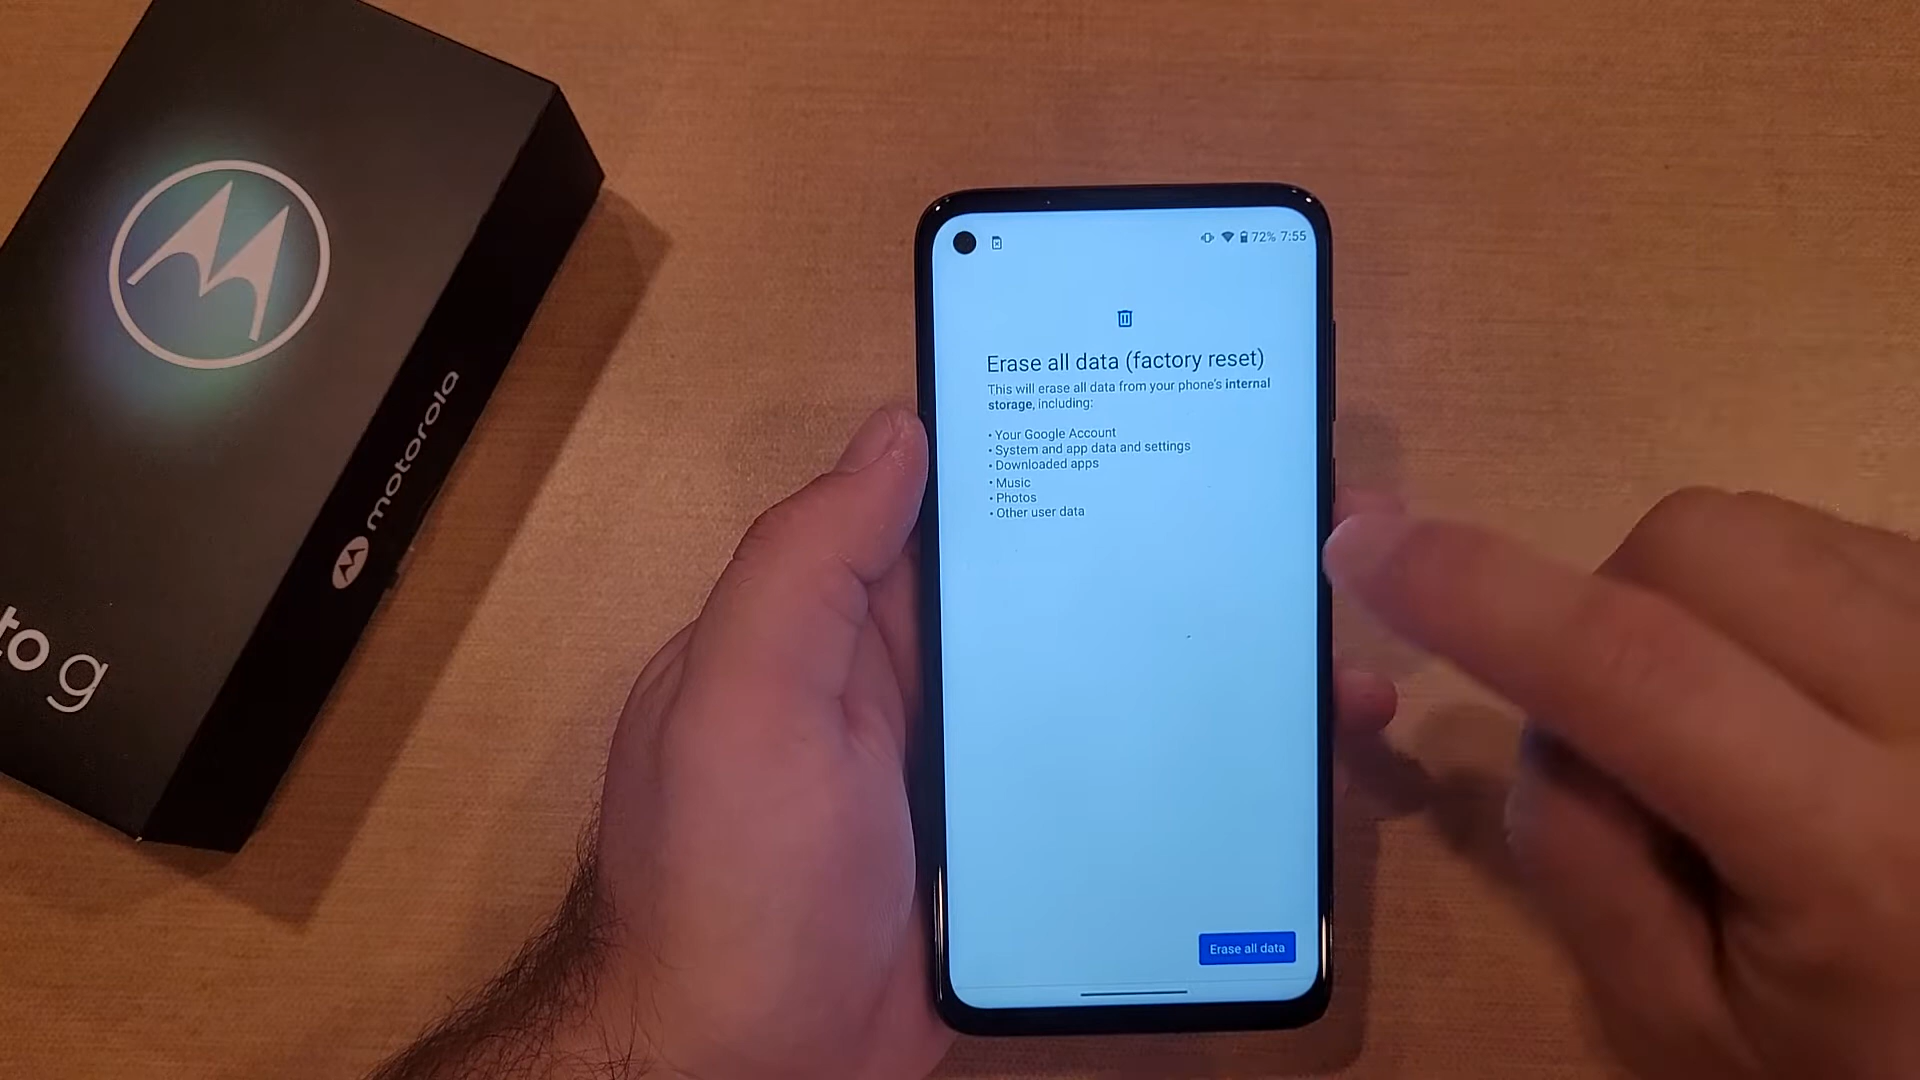 motorola
to g
72% 7:55
Erase all data (factory reset)
This will erase all data from your phone's internal
storage, including:
• Your Google Account
• System and app data and settings
• Downloaded apps
• Music
• Photos
• Other user data
Erase all data